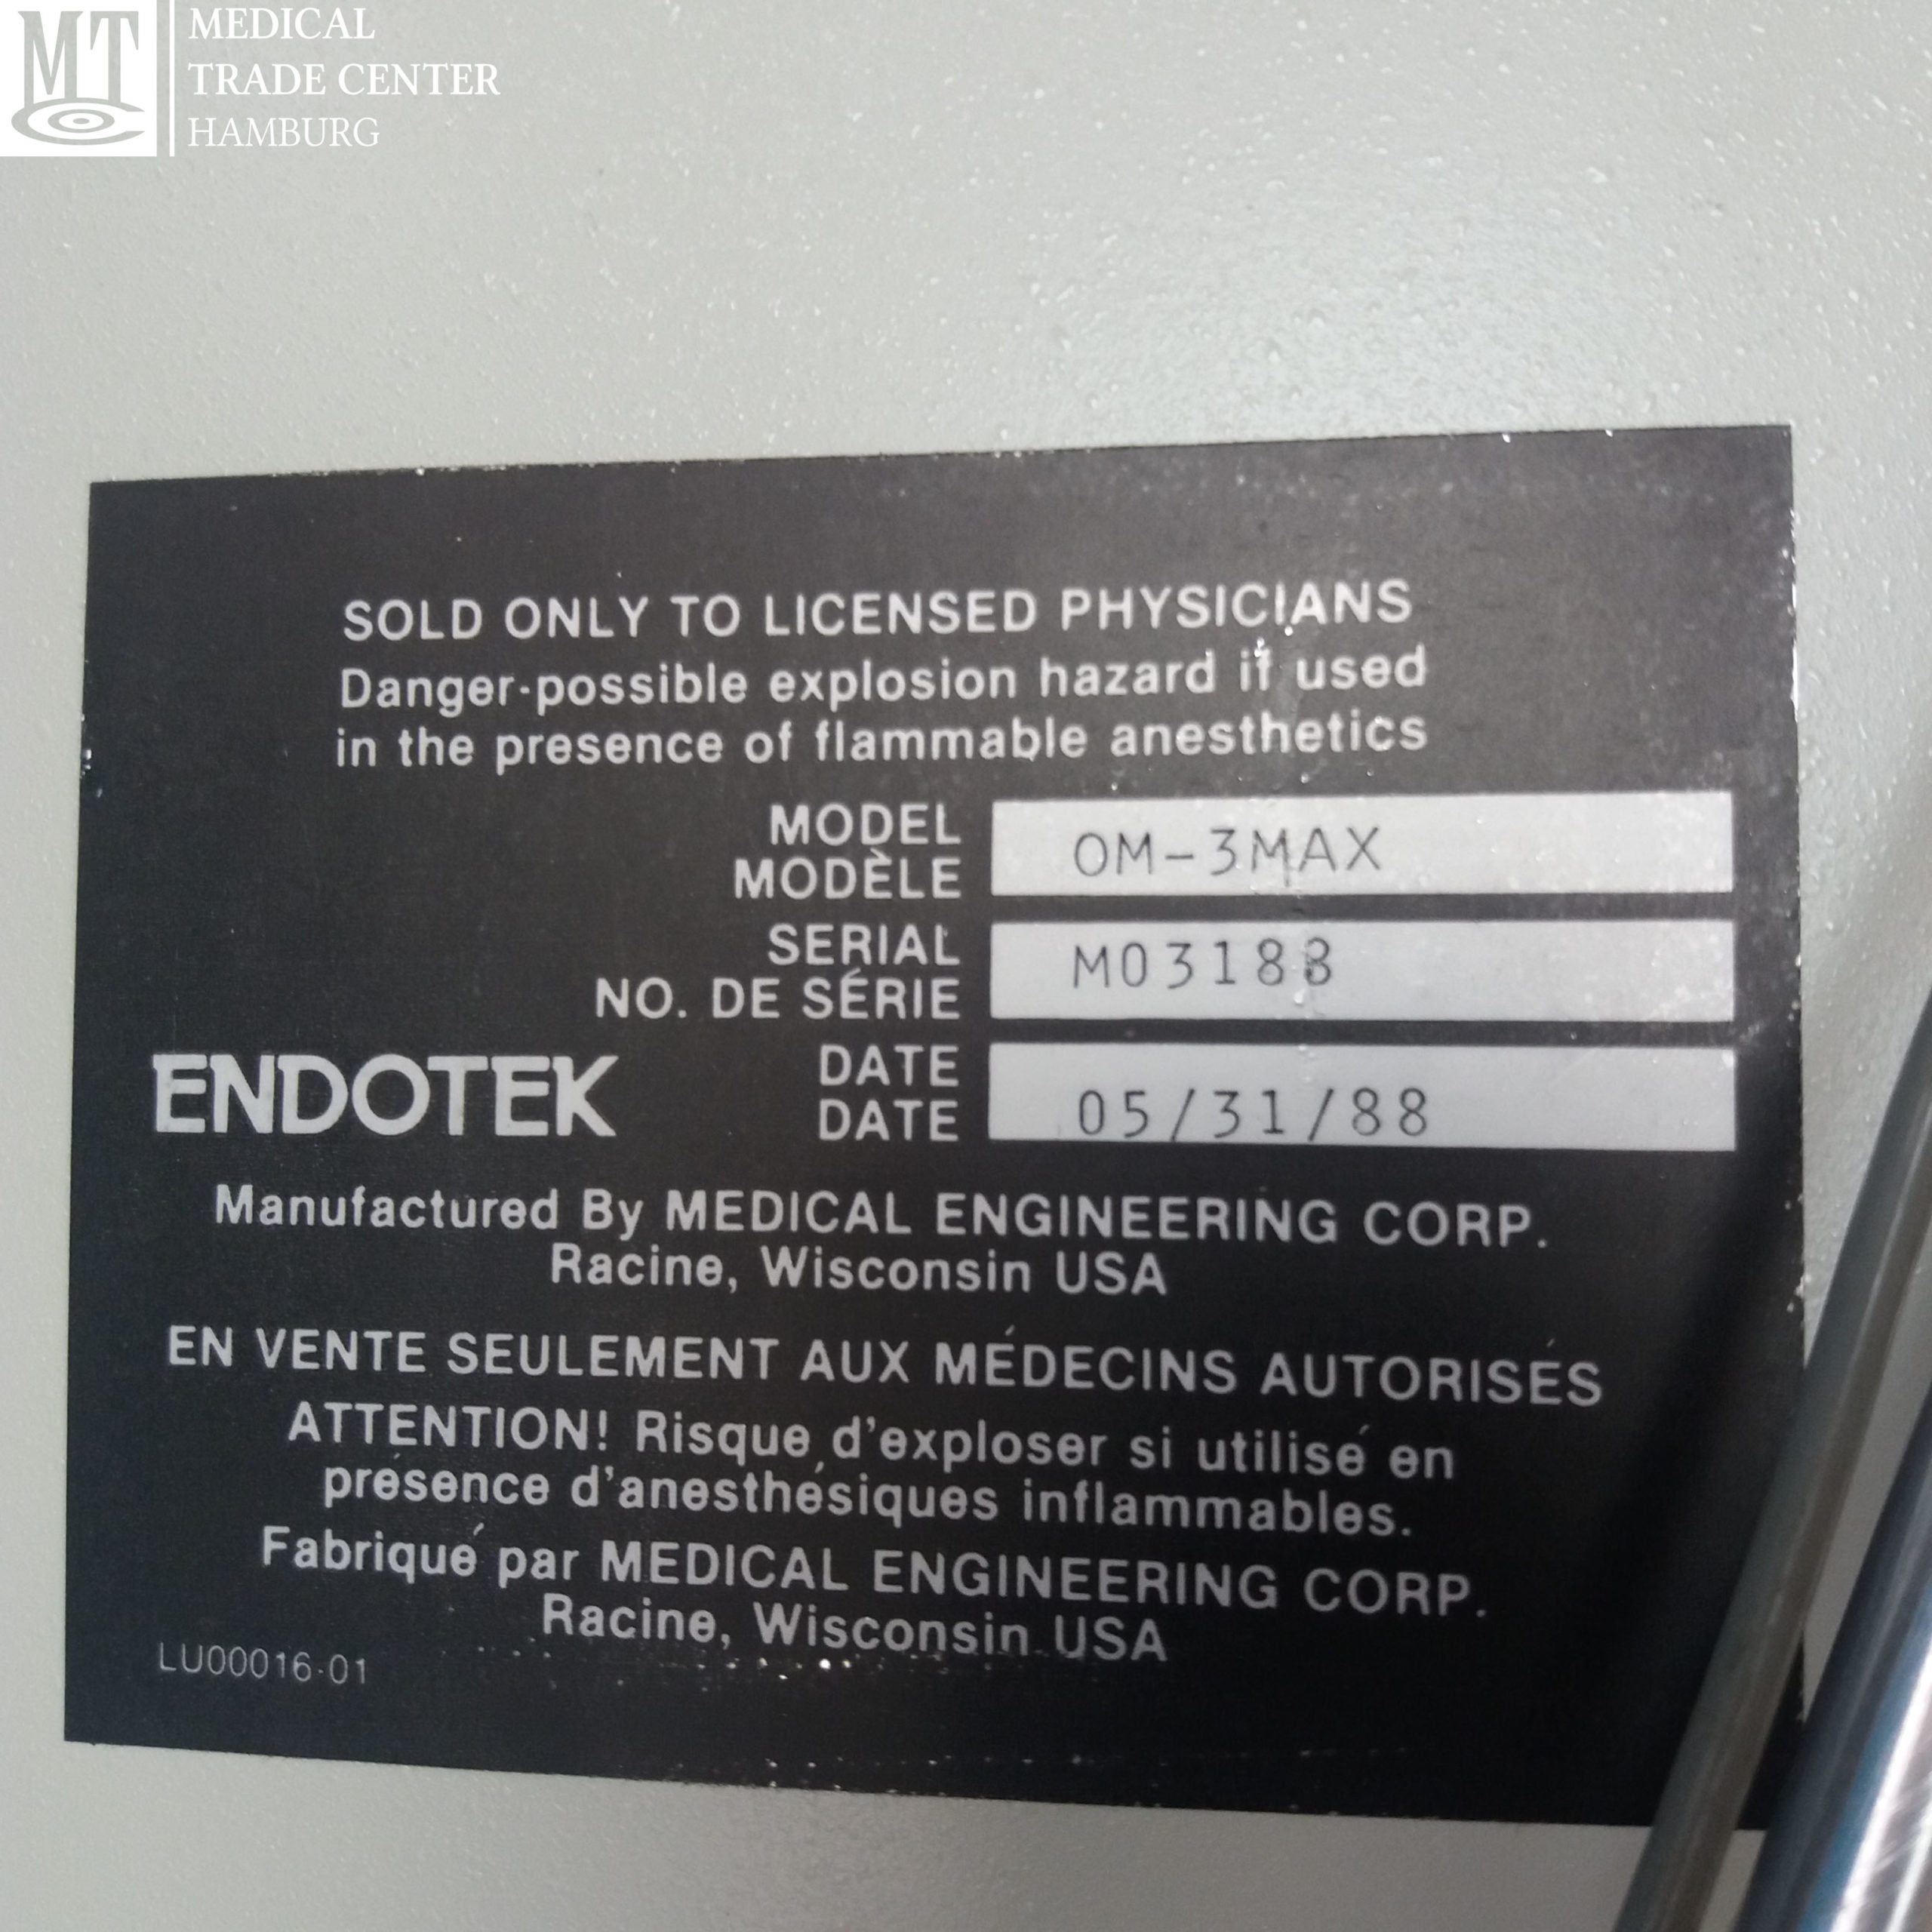 MTC
MEDICAL
TRADE CENTER
HAMBURG
SOLD ONLY TO LICENSED PHYSICIANS
Danger-possible explosion hazard if used
in the presence of flammable anesthetics
MODEL
MODÈLE
OM-3MAX
SERIAL
NO. DE SÉRIE
M03188
ENDOTEK
DATE
DATE
05/31/88
Manufactured By MEDICAL ENGINEERING CORP.
Racine, Wisconsin USA
EN VENTE SEULEMENT AUX MÉDECINS AUTORISÉS
ATTENTION! Risque d'exploser si utilisé en
présence d'anesthésiques inflammables.
Fabriqué par MEDICAL ENGINEERING CORP.
Racine, Wisconsin USA
LU00016-01